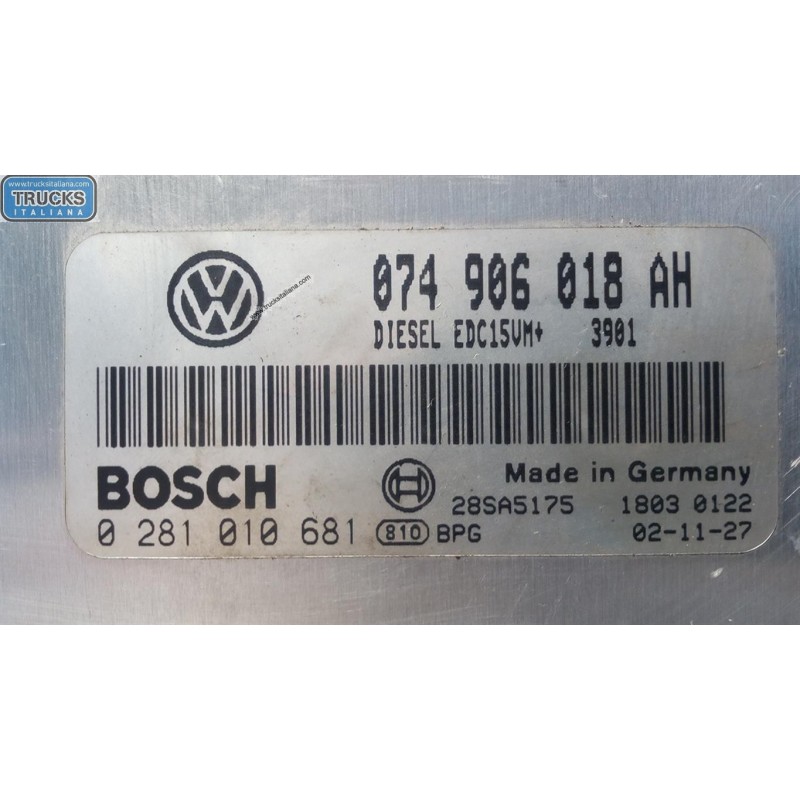 www.trucksitaliana.com
TRUCKS
ITALIANA
VW
www.trucksitaliana.com
074 906 018 AH
DIESEL EDC15VM+ 3901
BOSCH
Made in Germany
28SA5175 1803 0122
0 281 010 681 810 BPG 02-11-27